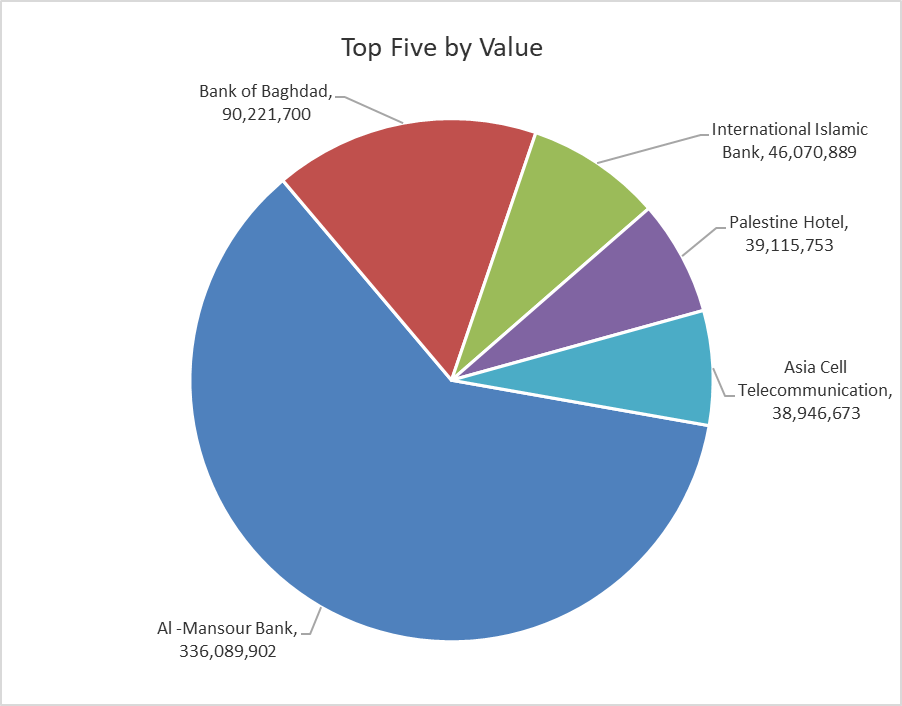 Top Five by Value
Bank of Baghdad,
90,221,700
International Islamic
Bank, 46,070,889
Palestine Hotel,
39,115,753
Asia Cell
Telecommunication,
38,946,673
Al -Mansour Bank,
336,089,902